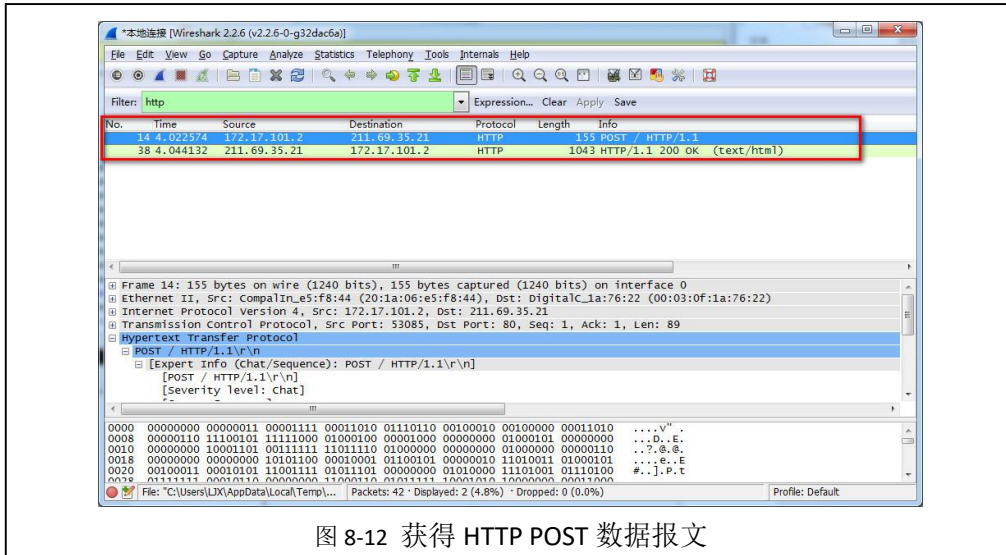 *本地连接 [Wireshark 2.2.6 (v2.2.6-0-g32dac6a)]
File Edit View Go Capture Analyze Statistics Telephony Tools Internals Help
Filter: http Expression... Clear Apply Save
No. Time Source Destination Protocol Length Info
14 4.022574 172.17.101.2 211.69.35.21 HTTP 155 POST / HTTP/1.1
38 4.044132 211.69.35.21 172.17.101.2 HTTP 1043 HTTP/1.1 200 OK (text/html)
Frame 14: 155 bytes on wire (1240 bits), 155 bytes captured (1240 bits) on interface 0
Ethernet II, Src: CompalIn_e5:f8:44 (20:1a:06:e5:f8:44), Dst: DigitalC_1a:76:22 (00:03:0f:1a:76:22)
Internet Protocol Version 4, Src: 172.17.101.2, Dst: 211.69.35.21
Transmission Control Protocol, Src Port: 53085, Dst Port: 80, Seq: 1, Ack: 1, Len: 89
Hypertext Transfer Protocol
POST / HTTP/1.1\r\n
[Expert Info (Chat/Sequence): POST / HTTP/1.1\r\n]
[POST / HTTP/1.1\r\n]
[Severity level: Chat]
0000 00000000 00000011 00001111 00011010 01110110 00100010 00100000 00011010 ....v" .
0008 00000110 11100101 11111000 01000100 00001000 00000000 01000101 00000000 ...D..E.
0010 00000000 10001101 00111111 11011110 01000000 00000000 01000000 00000110 ..?.@.@.
0018 00000000 00000000 10101100 00010001 01100101 00000010 11010011 01000101 ....e..E
0020 00100011 00010101 11001111 01011101 00000000 01010000 11101001 01110100 #..].P.t
File: "C:\Users\LJX\AppData\Local\Temp\... Packets: 42 · Displayed: 2 (4.8%) · Dropped: 0 (0.0%) Profile: Default
图 8-12 获得 HTTP POST 数据报文